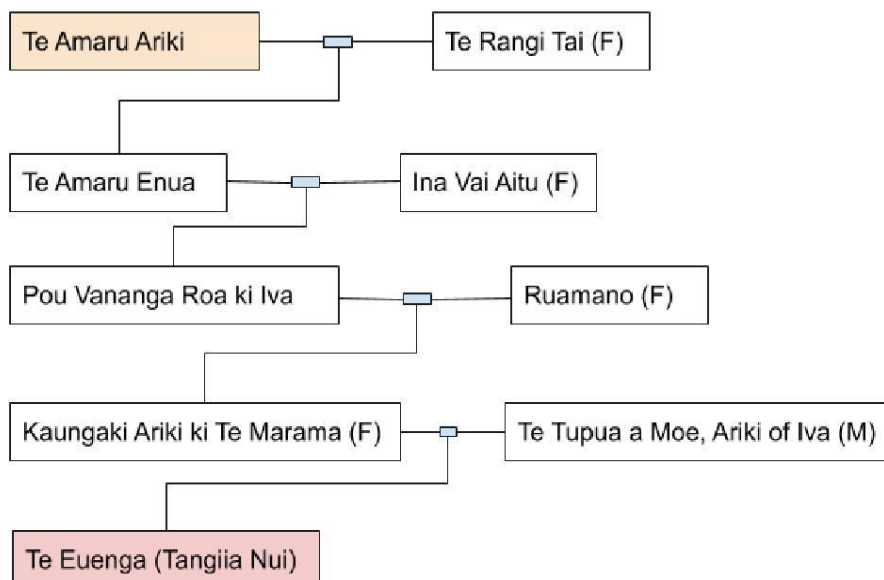 Te Amaru Ariki
Te Rangi Tai (F)
Te Amaru Enua
Ina Vai Aitu (F)
Pou Vananga Roa ki Iva
Ruamano (F)
Kaungaki Ariki ki Te Marama (F)
Te Tupua a Moe, Ariki of Iva (M)
Te Euenga (Tangiia Nui)